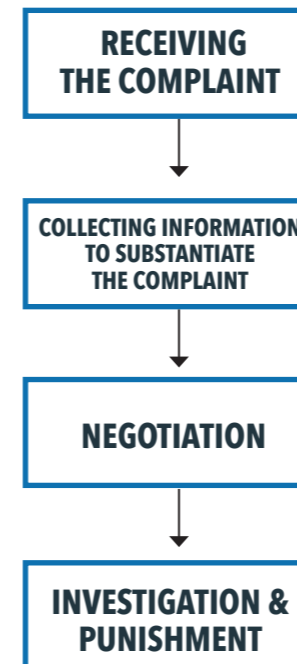 RECEIVING
THE COMPLAINT
COLLECTING INFORMATION
TO SUBSTANTIATE
THE COMPLAINT
NEGOTIATION
INVESTIGATION &
PUNISHMENT